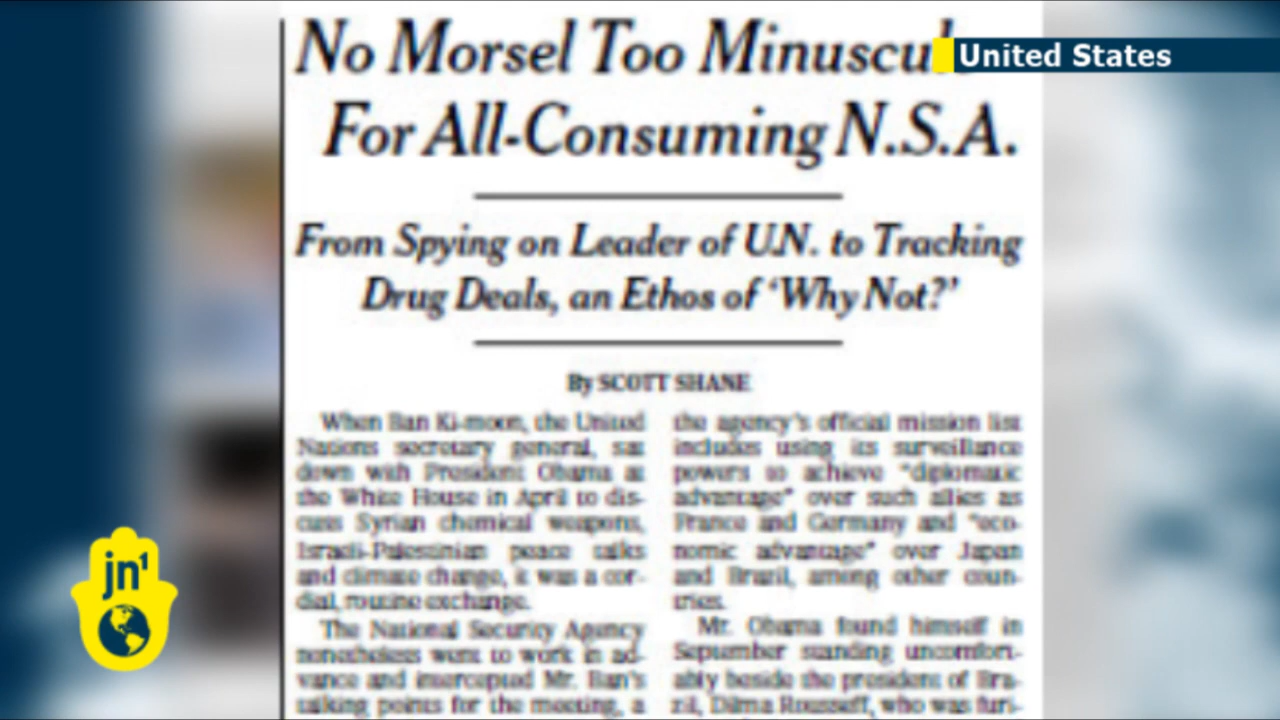 No Morsel Too Minuscul
For All-Consuming N.S.A.
United States
From Spying on Leader of U.N. to Tracking
Drug Deals, an Ethos of ‘Why Not?’
By SCOTT SHANE
When Ban Ki-moon, the United
Nations secretary general, sat
down with President Obama at
the White House in April to dis-
cuss Syrian chemical weapons,
Israeli-Palestinian peace talks
and climate change, it was a cor-
dial, routine exchange.
The National Security Agency
nonetheless went to work in ad-
vance and intercepted Mr. Ban’s
talking points for the meeting, a
the agency’s official mission list
includes using its surveillance
powers to achieve “diplomatic
advantage” over such allies as
France and Germany and “eco-
nomic advantage” over Japan
and Brazil, among other coun-
tries.
Mr. Obama found himself in
September standing uncomfort-
ably beside the president of Bra-
zil, Dilma Rousseff, who was furi-
jn1